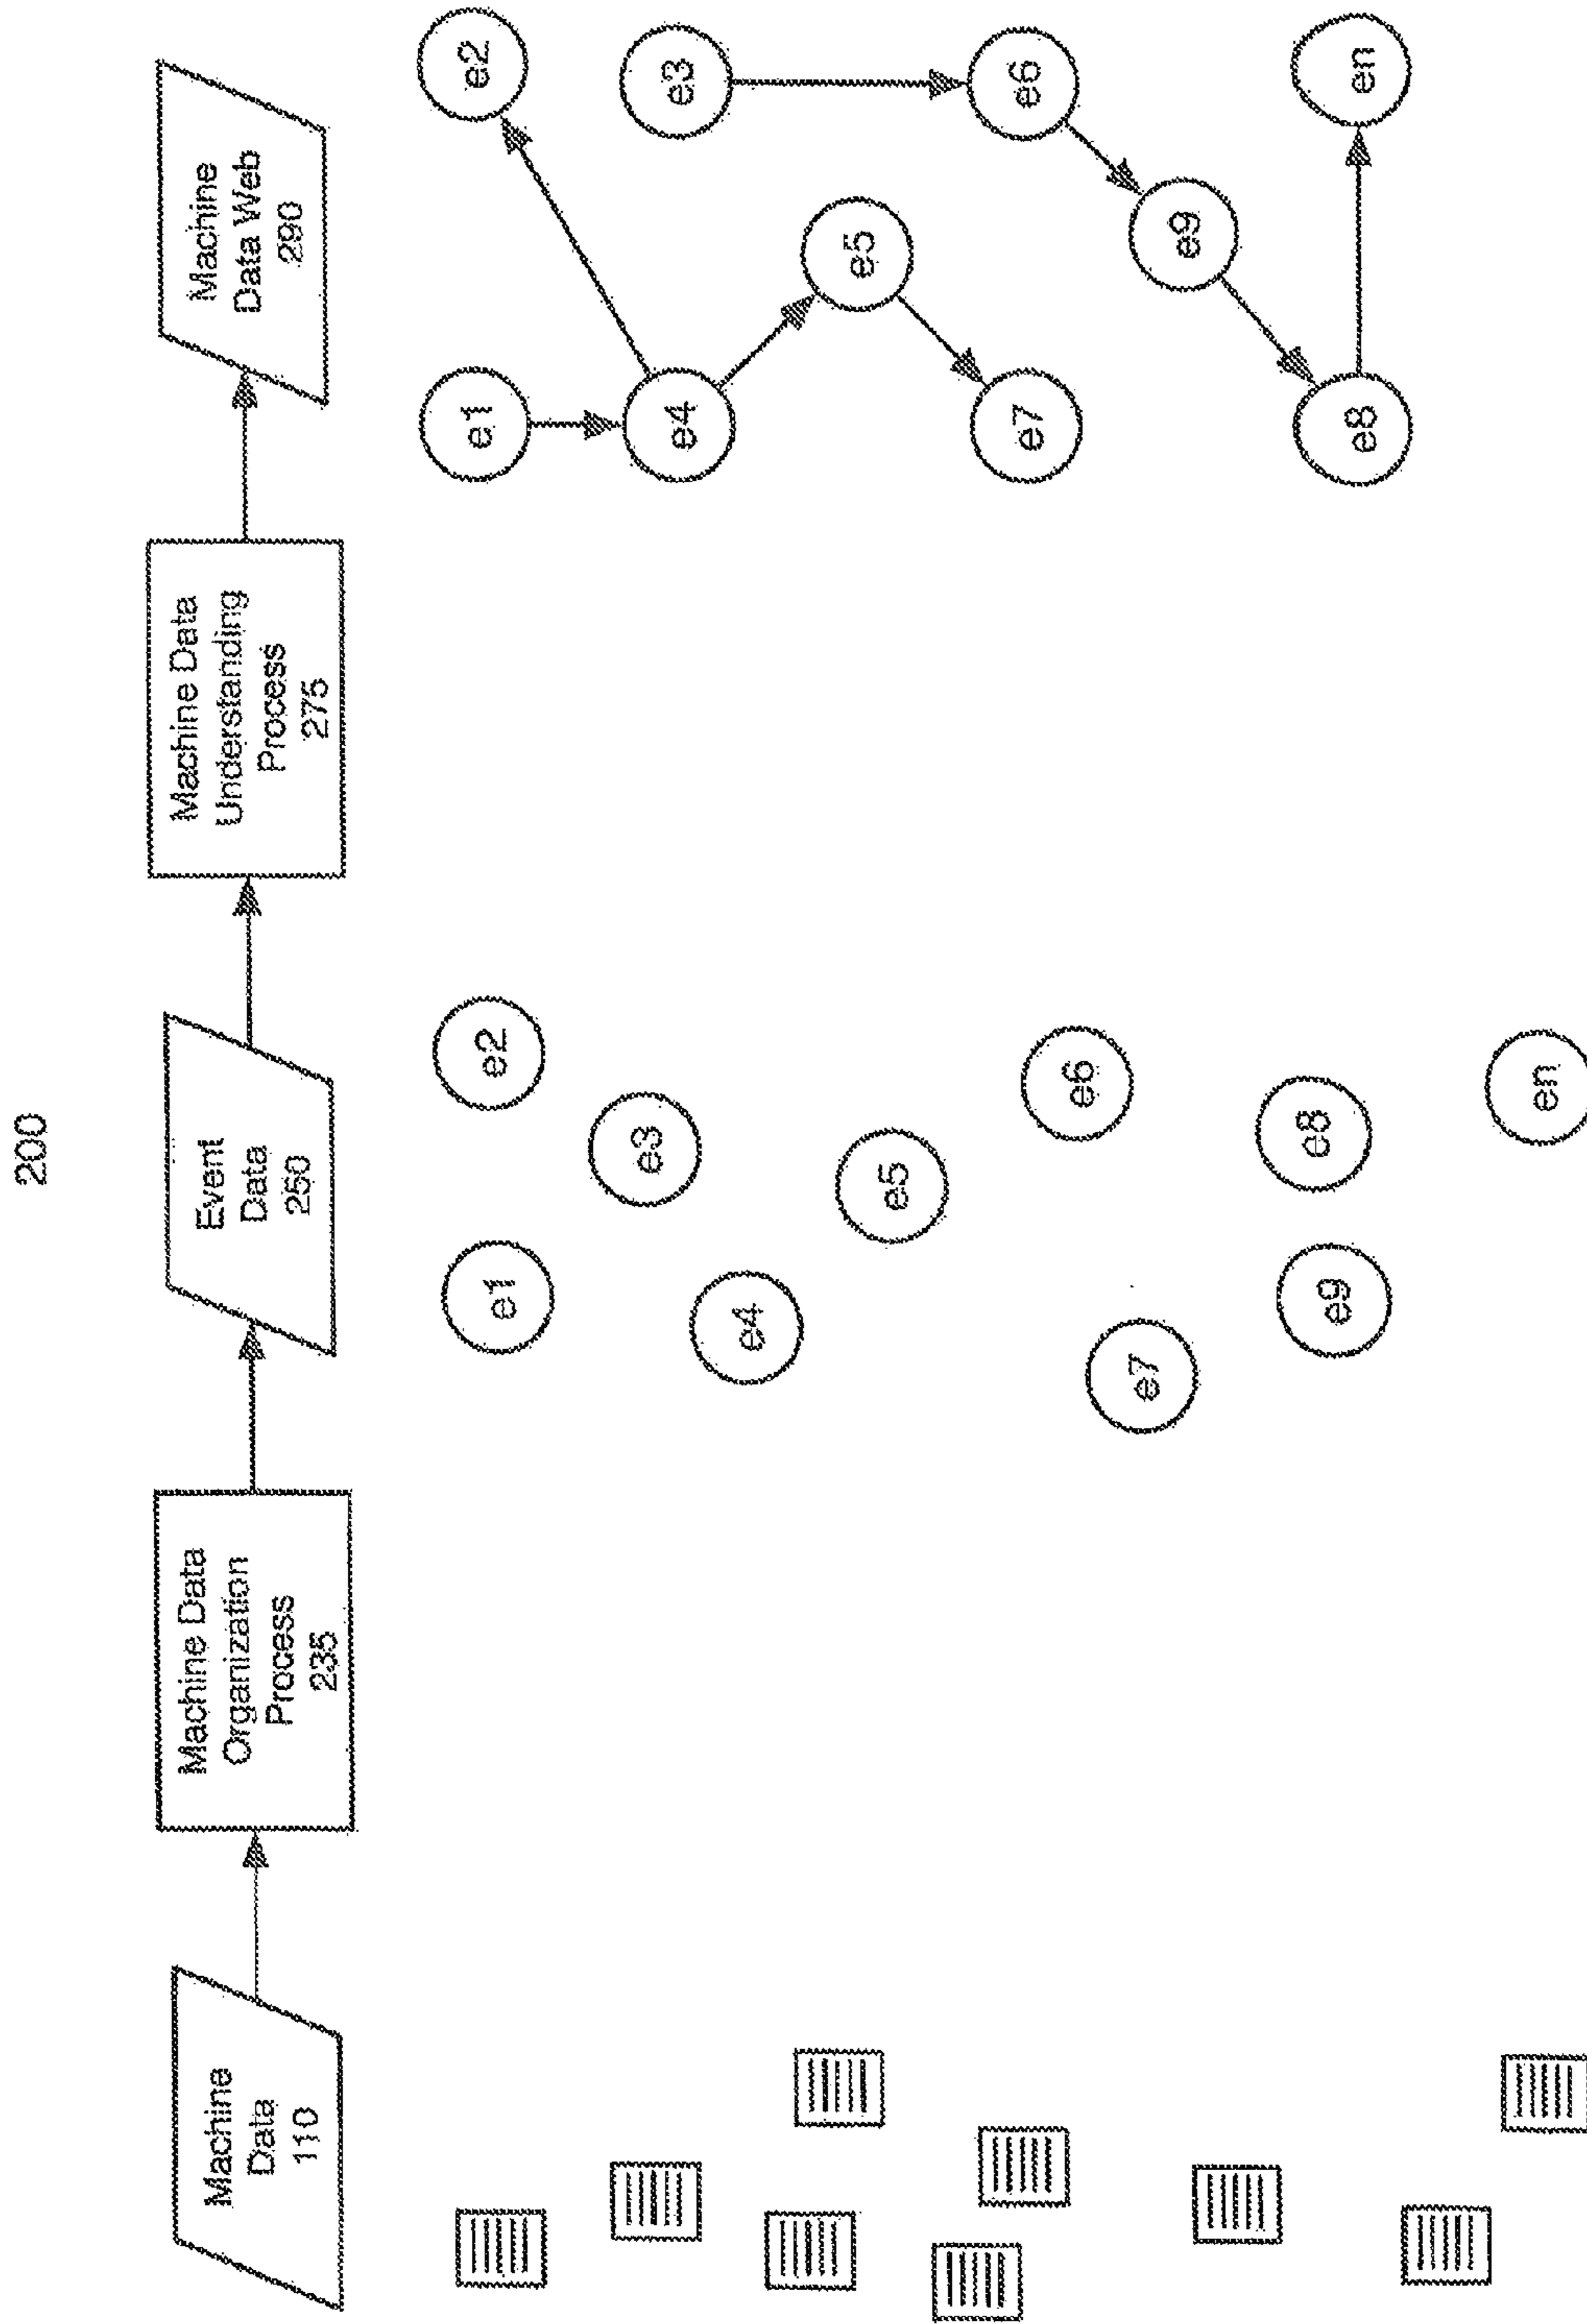 200
Machine
Data
110
Machine Data
Organization
Process
235
Event
Data
250
Machine Data
Understanding
Process
275
Machine
Data Web
290
e1
e2
e3
e4
e5
e6
e7
e8
e9
en
e1
e2
e3
e4
e5
e6
e7
e9
e8
en